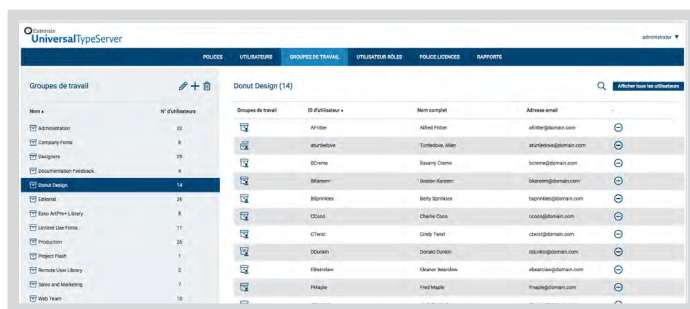 Extensis
UniversalTypeServer
administrator
POLICES UTILISATEURS GROUPES DE TRAVAIL UTILISATEUR RÔLES POLICE LICENCES RAPPORTS
Groupes de travail
Donut Design (14)
Afficher tous les utilisateurs
Nom N° d'utilisateurs
Groupes de travail ID d'utilisateur Nom complet Adresse email -
Administration 22
Company Fonts 8
Designers 29
Documentation Feedback 4
Donut Design 14
Editorial 26
Esko ArtPro+ Library 8
Limited Use Fonts 11
Production 26
Project Flash 1
Remote User Library 2
Sales and Marketing 7
Web Team 10
AFritter Alfred Fritter afritter@domain.com
aturtledove Turtledove, Allen aturtledove@domain.com
BCreme Bavarry Creme bcreme@domain.com
BKareem Kareem bkareem@domain.com
BSprinkles Betty Sprinkles bsprinkles@domain.com
CCoco Charlie Coco ccoco@domain.com
CTwist Cindy Twist ctwist@domain.com
DDunkin Donald Dunkin ddunkin@domain.com
EBearclaw Eleanor Bearclaw ebearclaw@domain.com
FMaple Fred Maple fmaple@domain.com